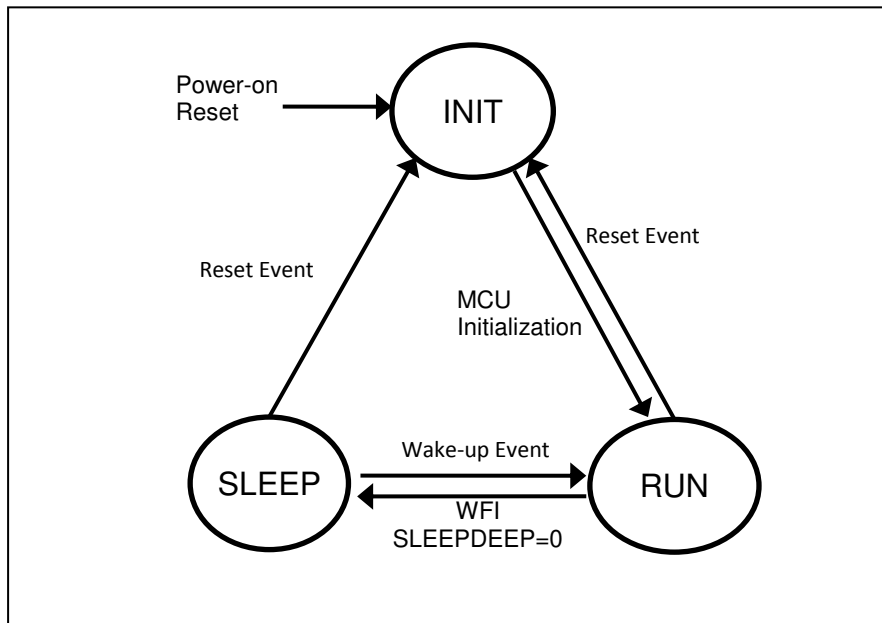 Power-on
Reset
INIT
Reset Event
Reset Event
MCU
Initialization
SLEEP
Wake-up Event
WFI
SLEEPDEEP=0
RUN